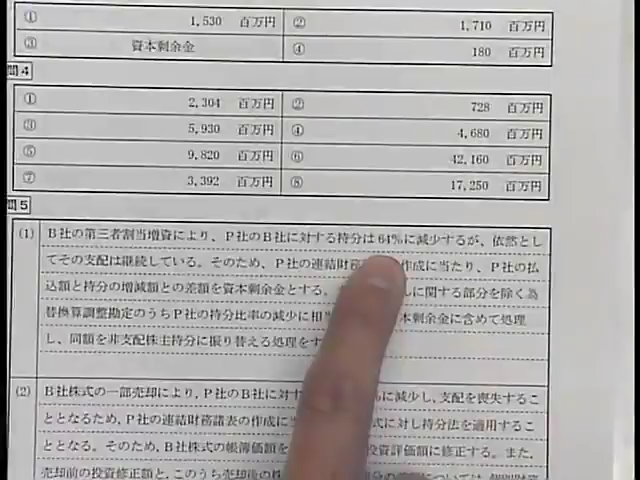 ① 1,530 百万円 ② 1,710 百万円
③ 資本剰余金 ④ 180 百万円
問4
① 2,304 百万円 ② 728 百万円
③ 5,930 百万円 ④ 4,680 百万円
⑤ 9,820 百万円 ⑥ 42,160 百万円
⑦ 3,392 百万円 ⑧ 17,250 百万円
問5
(1) B社の第三者割当増資により、P社のB社に対する持分は64%に減少するが、依然とし
てその支配は継続している。そのため、P社の連結財務 作成に当たり、P社の払
込額と持分の増減額との差額を資本剰余金とする。 に関する部分を除く為
替換算調整勘定のうちP社の持分比率の減少に相当 本剰余金に含めて処理
し、同額を非支配株主持分に振り替える処理をす
(2) B社株式の一部売却により、P社のB社に対す %に減少し、支配を喪失するこ
ととなるため、P社の連結財務諸表の作成に当 式に対し持分法を適用するこ
ととなる。そのため、B社株式の帳簿価額を 投資評価額に修正する。また、
売却前の投資修正額と、このうち売却後の株